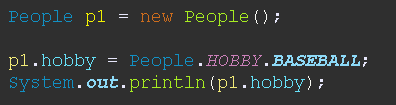 People p1 = new People();
p1.hobby = People.HOBBY.BASEBALL;
System.out.println(p1.hobby);